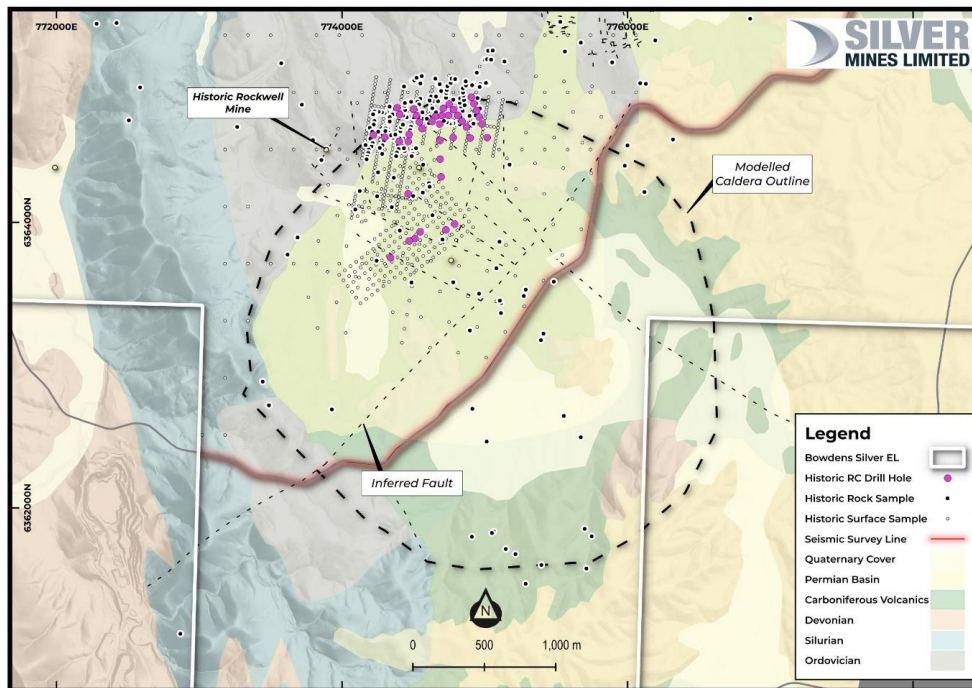 772000E
774000E
776000E
SILVER
MINES LIMITED
Historic Rockwell
Mine
Modelled
Caldera Outline
6364000N
Inferred Fault
6362000N
N
0
500
1,000 m
Legend
Bowdens Silver EL
Historic RC Drill Hole
Historic Rock Sample
Historic Surface Sample
Seismic Survey Line
Quaternary Cover
Permian Basin
Carboniferous Volcanics
Devonian
Silurian
Ordovician